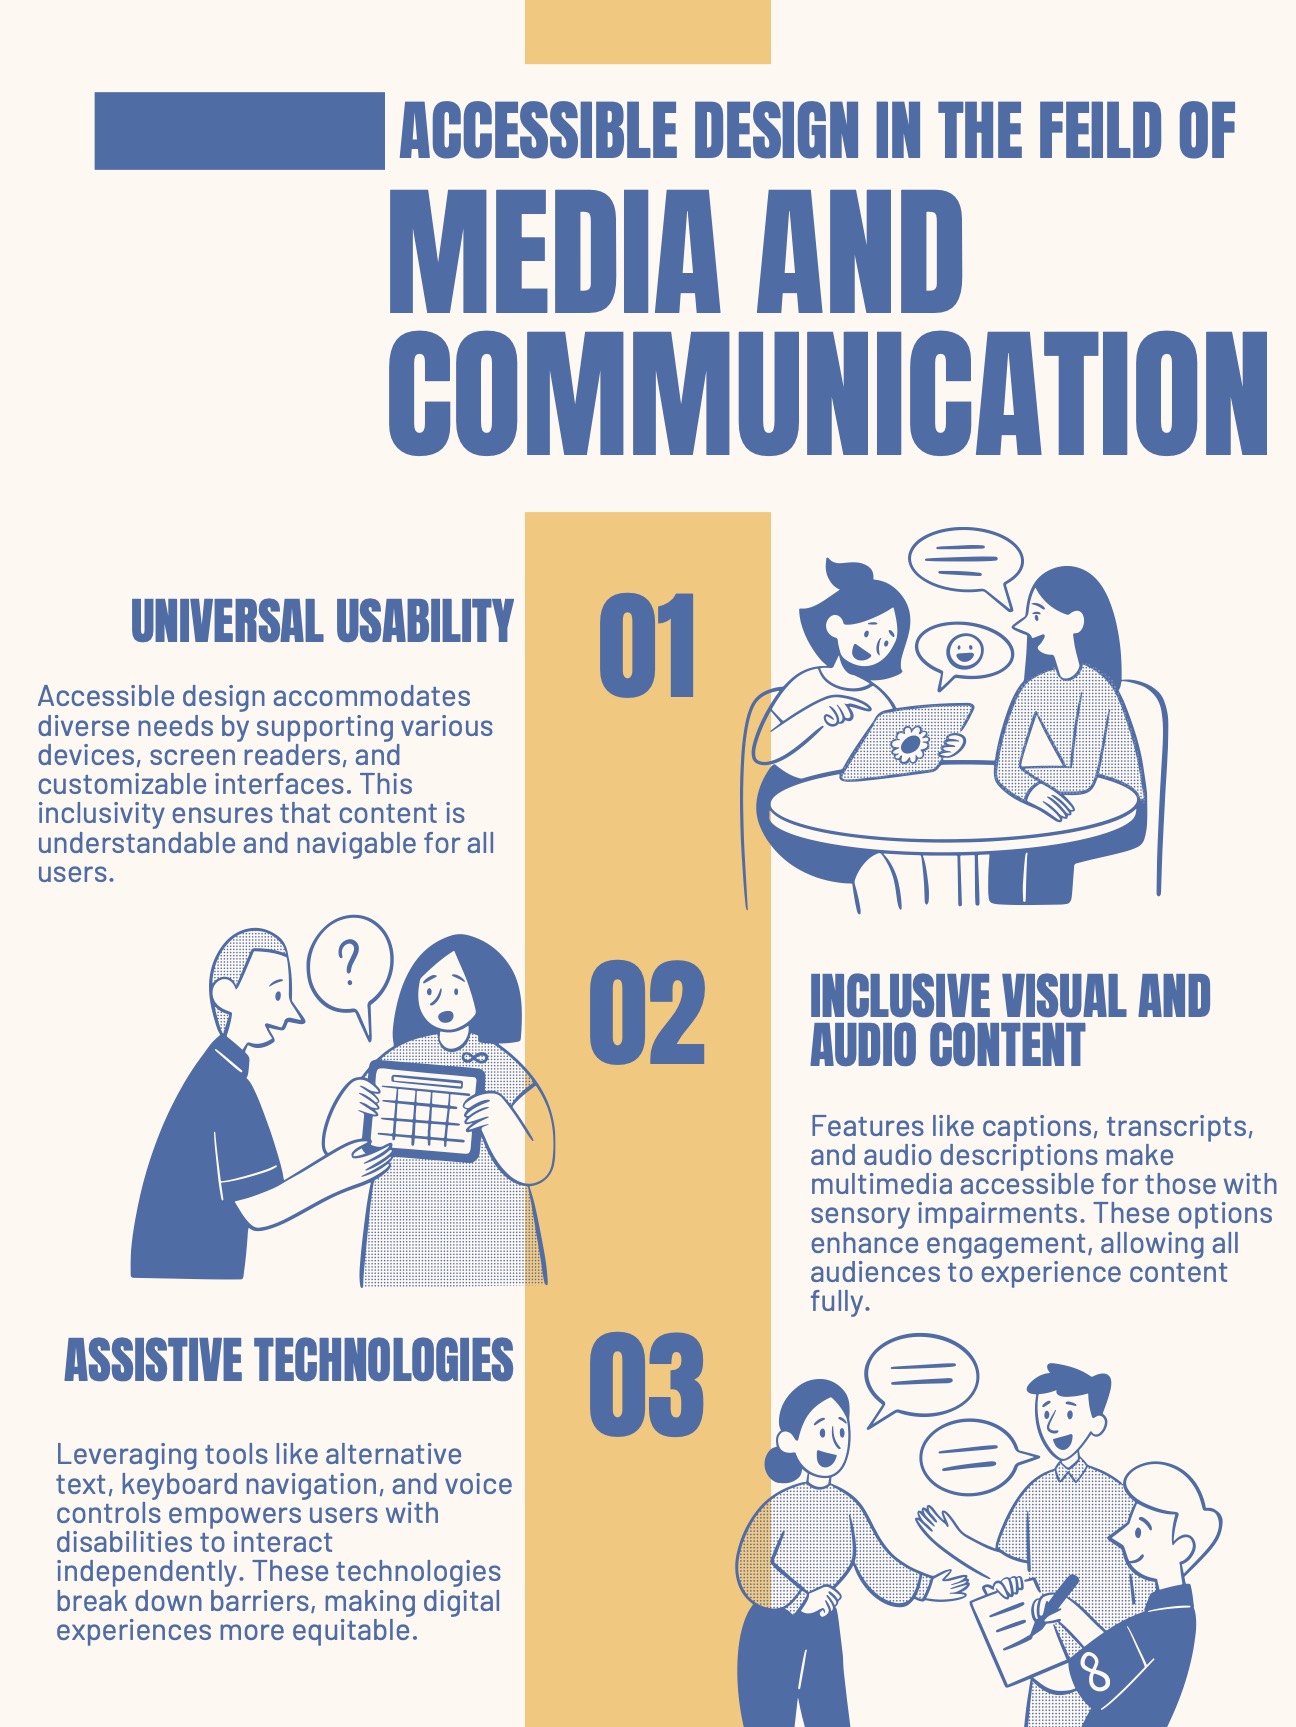 ACCESSIBLE DESIGN IN THE FEILD OF
MEDIA AND
COMMUNICATION
01
UNIVERSAL USABILITY
Accessible design accommodates
diverse needs by supporting various
devices, screen readers, and
customizable interfaces. This
inclusivity ensures that content is
understandable and navigable for all
users.
?
02
INCLUSIVE VISUAL AND
AUDIO CONTENT
Features like captions, transcripts,
and audio descriptions make
multimedia accessible for those with
sensory impairments. These options
enhance engagement, allowing all
audiences to experience content
fully.
03
ASSISTIVE TECHNOLOGIES
Leveraging tools like alternative
text, keyboard navigation, and voice
controls empowers users with
disabilities to interact
independently. These technologies
break down barriers, making digital
experiences more equitable.